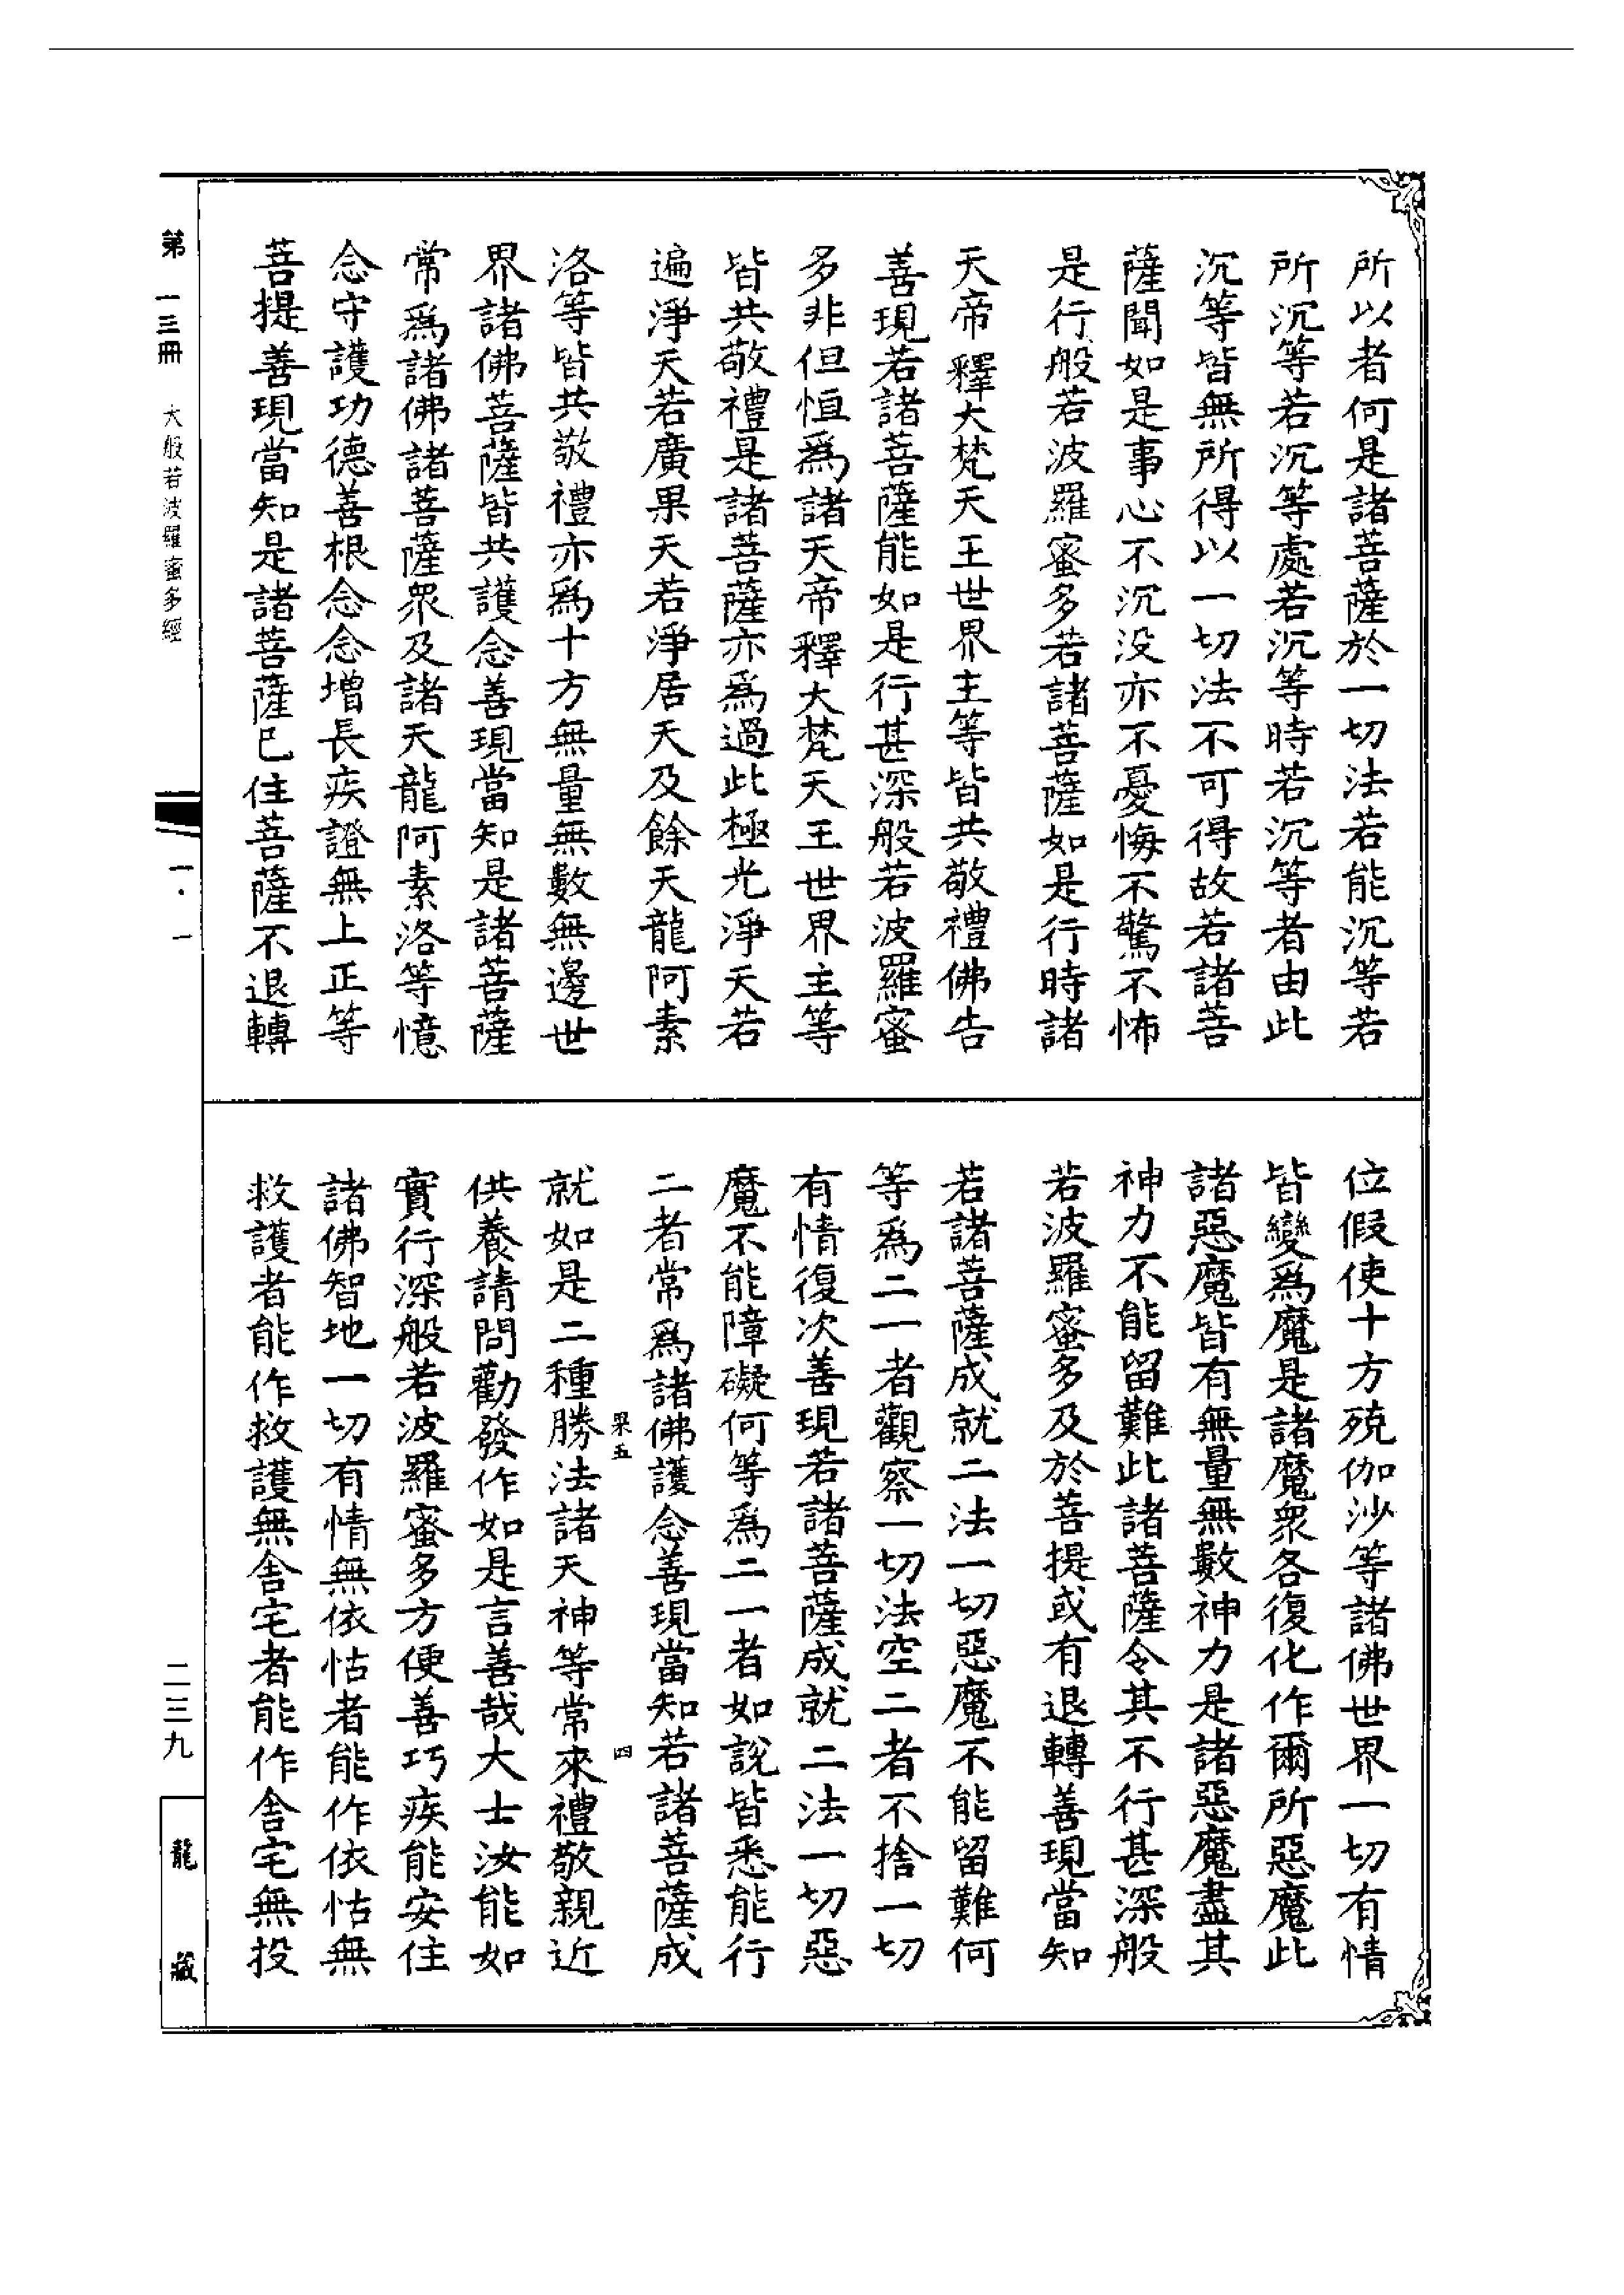 所以者何是諸菩薩於一切法若能沉等若
所沉等若沉等處若沉等時若沉等者由此
沉等皆無所得以一切法不可得故若諸菩
薩聞如是事心不沉没亦不憂悔不驚不怖
是行般若波羅蜜多若諸菩薩如是行時諸
天帝釋大梵天王世界主等皆共敬禮佛告
善現若諸菩薩能如是行甚深般若波羅蜜
多非但恒爲諸天帝釋大梵天王世界主等
皆共敬禮是諸菩薩亦爲過此極光淨天若
遍淨天若廣果天若淨居天及餘天龍阿素
洛等皆共敬禮亦爲十方無量無數無邊世
界諸佛菩薩皆共護念善現當知是諸菩薩
常爲諸佛諸菩薩眾及諸天龍阿素洛等憶
念守護功德善根念念增長疾證無上正等
菩提善現當知是諸菩薩已住菩薩不退轉
位假使十方殑伽沙等諸佛世界一切有情
皆變爲魔是諸魔眾各復化作爾所惡魔此
諸惡魔皆有無量無數神力是諸惡魔盡其
神力不能留難此諸菩薩令其不行甚深般
若波羅蜜多及於菩提或有退轉善現當知
若諸菩薩成就二法一切惡魔不能留難何
等爲二一者觀察一切法空二者不捨一切
有情復次善現若諸菩薩成就二法一切惡
魔不能障礙何等爲二一者如說皆悉能行
二者常爲諸佛護念善現當知若諸菩薩成
果五 四
就如是二種勝法諸天神等常來禮敬親近
供養請問勸發作如是言善哉大士汝能如
實行深般若波羅蜜多方便善巧疾能安住
諸佛智地一切有情無依怙者能作依怙無
救護者能作救護無舍宅者能作舍宅無投
第一三冊 大般若波羅蜜多經
一·一
二三九
龍藏